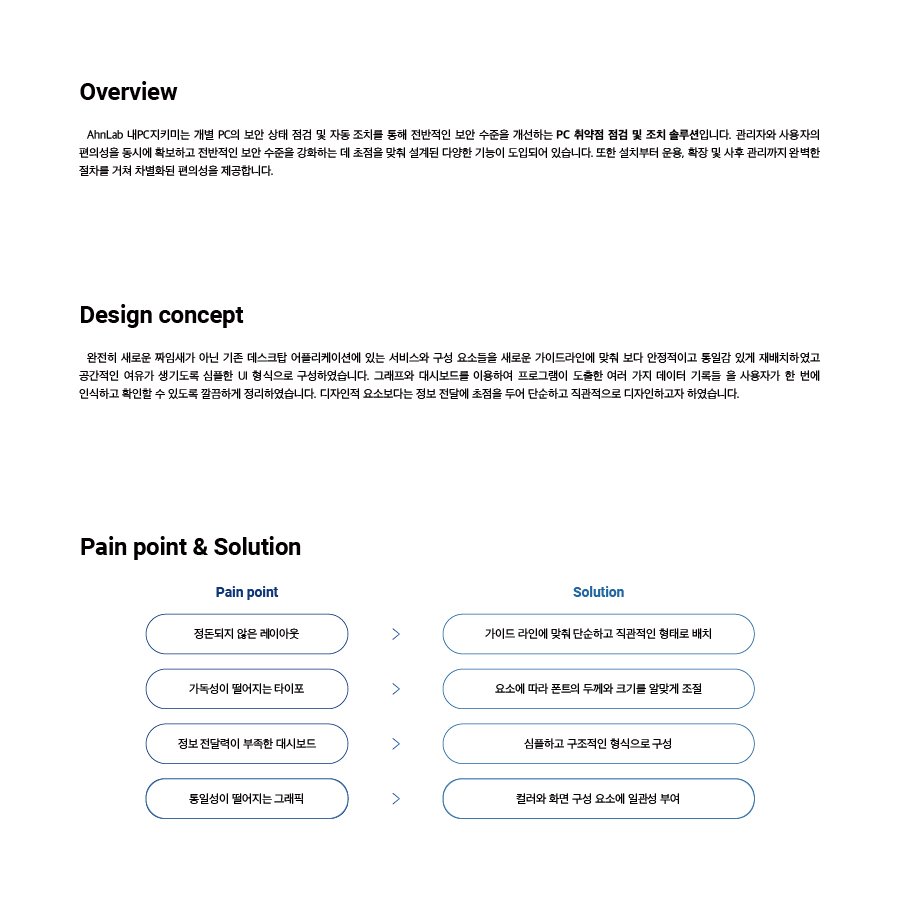 Overview
AhnLab 내PC지키미는 개별 PC의 보안 상태 점검 및 자동 조치를 통해 전반적인 보안 수준을 개선하는 PC 취약점 점검 및 조치 솔루션입니다. 관리자와 사용자의
편의성을 동시에 확보하고 전반적인 보안 수준을 강화하는 데 초점을 맞춰 설계된 다양한 기능이 도입되어 있습니다. 또한 설치부터 운용, 확장 및 사후 관리까지 완벽한
절차를 거쳐 차별화된 편의성을 제공합니다.
Design concept
완전히 새로운 짜임새가 아닌 기존 데스크탑 어플리케이션에 있는 서비스와 구성 요소들을 새로운 가이드라인에 맞춰 보다 안정적이고 통일감 있게 재배치하였고
공간적인 여유가 생기도록 심플한 UI 형식으로 구성하였습니다. 그래프와 대시보드를 이용하여 프로그램이 도출한 여러 가지 데이터 기록들 을 사용자가 한 번에
인식하고 확인할 수 있도록 깔끔하게 정리하였습니다. 디자인적 요소보다는 정보 전달에 초점을 두어 단순하고 직관적으로 디자인하고자 하였습니다.
Pain point & Solution
Pain point
Solution
정돈되지 않은 레이아웃 > 가이드 라인에 맞춰 단순하고 직관적인 형태로 배치
가독성이 떨어지는 타이포 > 요소에 따라 폰트의 두께와 크기를 알맞게 조절
정보 전달력이 부족한 대시보드 > 심플하고 구조적인 형식으로 구성
통일성이 떨어지는 그래픽 > 컬러와 화면 구성 요소에 일관성 부여